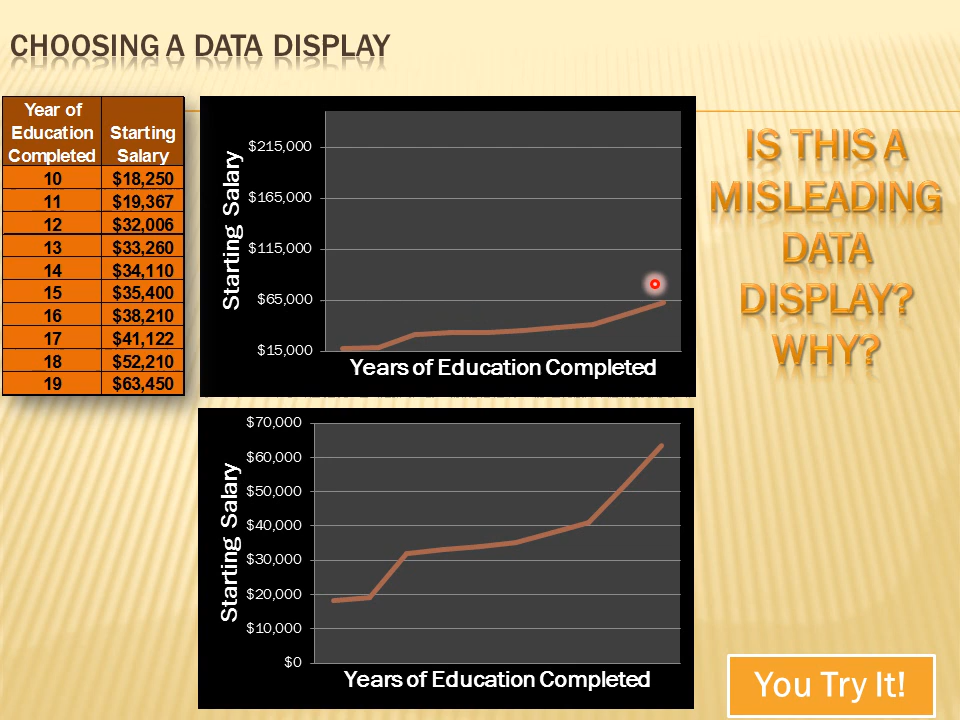 CHOOSING A DATA DISPLAY
Year of
Education
Completed
Starting
Salary
10 $18,250
11 $19,367
12 $32,006
13 $33,260
14 $34,110
15 $35,400
16 $38,210
17 $41,122
18 $52,210
19 $63,450
Starting Salary
$215,000
$165,000
$115,000
$65,000
$15,000
Years of Education Completed
IS THIS A
MISLEADING
DATA
DISPLAY?
WHY?
Starting Salary
$70,000
$60,000
$50,000
$40,000
$30,000
$20,000
$10,000
$0
Years of Education Completed
You Try It!